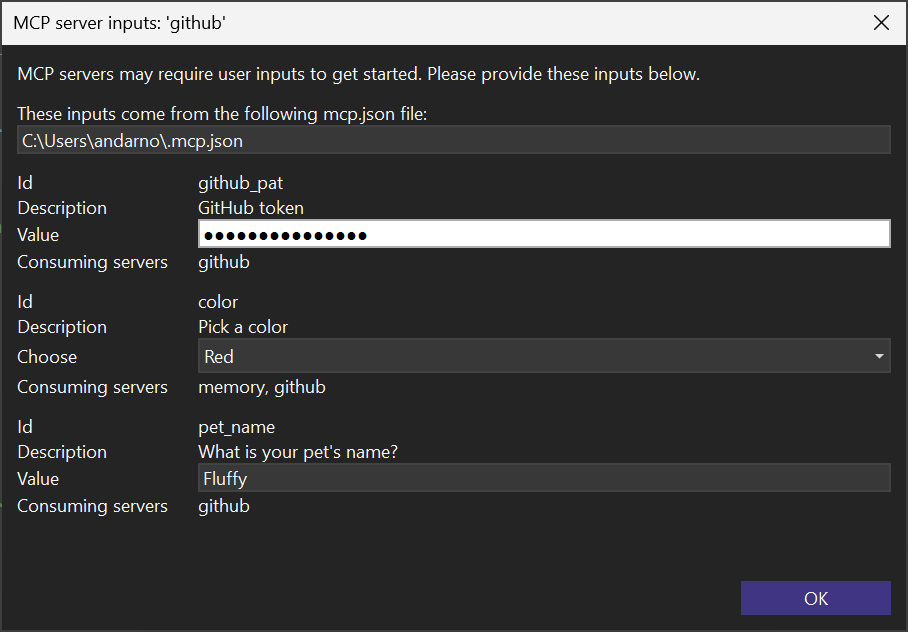 MCP server inputs: 'github'
MCP servers may require user inputs to get started. Please provide these inputs below.
These inputs come from the following mcp.json file:
C:\Users\andarno\.mcp.json
Id github_pat
Description GitHub token
Value ●●●●●●●●●●●●●●●
Consuming servers github
Id color
Description Pick a color
Choose Red
Consuming servers memory, github
Id pet_name
Description What is your pet's name?
Value Fluffy
Consuming servers github
OK